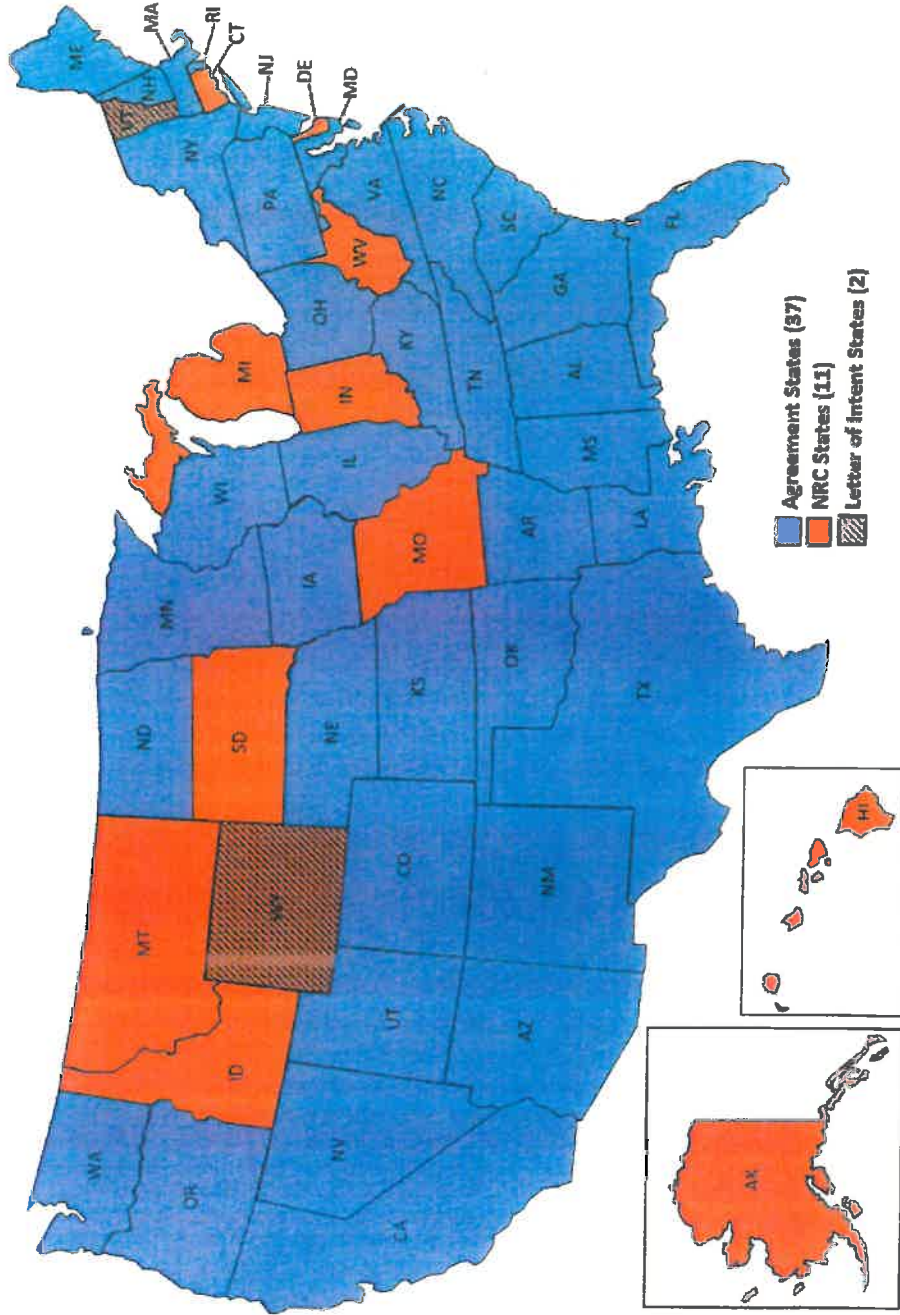 WA
OR
CA
NV
ID
MT
WY
UT
AZ
CO
NM
ND
SD
NE
KS
OK
TX
MN
IA
MO
AR
LA
WI
IL
MS
MI
IN
KY
TN
AL
OH
WV
GA
FL
SC
NC
VA
PA
NY
VT
NH
ME
MA
RI
CT
NJ
DE
MD
AK
HI
Agreement States (37)
NRC States (11)
Letter of Intent States (2)